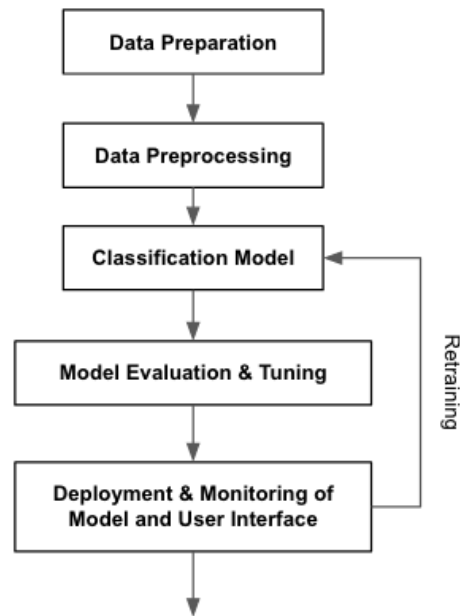 Data Preparation
Data Preprocessing
Classification Model
Model Evaluation & Tuning
Retraining
Deployment & Monitoring of
Model and User Interface